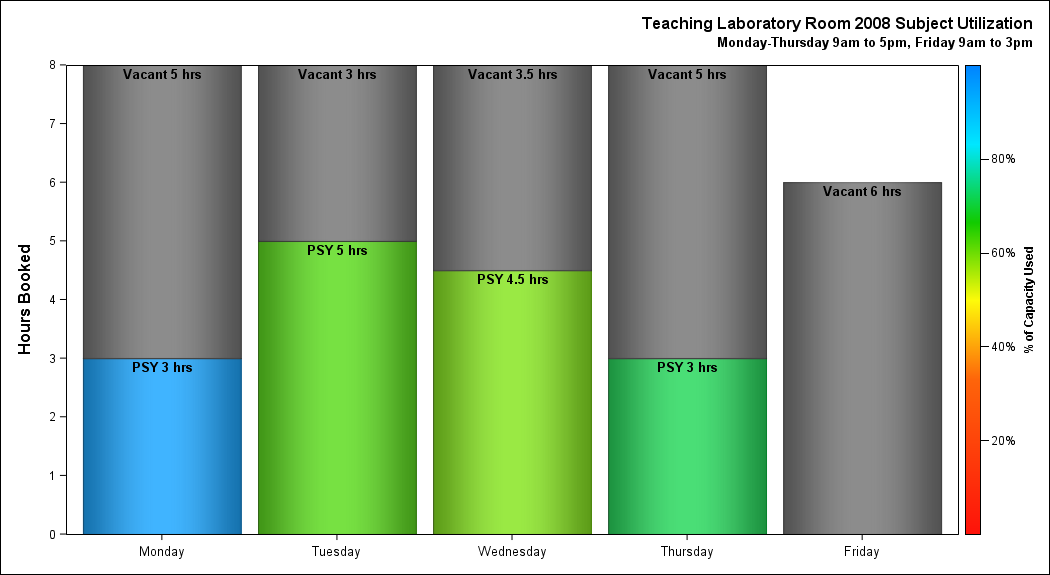 Teaching Laboratory Room 2008 Subject Utilization
Monday-Thursday 9am to 5pm, Friday 9am to 3pm
Hours Booked
8
7
6
5
4
3
2
1
0
Vacant 5 hrs
PSY 3 hrs
Vacant 3 hrs
PSY 5 hrs
Vacant 3.5 hrs
PSY 4.5 hrs
Vacant 5 hrs
PSY 3 hrs
Vacant 6 hrs
Monday
Tuesday
Wednesday
Thursday
Friday
80%
60%
40%
20%
% of Capacity Used